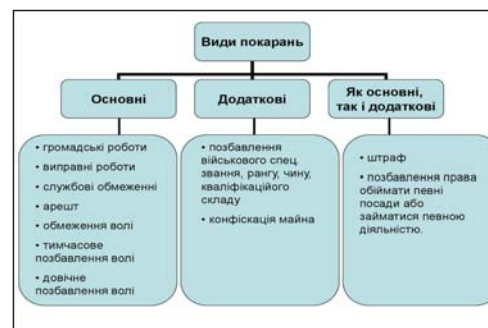 Види покарань
Основні
Додаткові
Як основні,
так і додаткові
• громадські роботи
• виправні роботи
• службові обмеженні
• арешт
• обмеження волі
• тимчасове
позбавлення волі
• довічне
позбавлення волі
• позбавлення
військового спец.
звання, рангу, чину,
кваліфікаційого
складу
• конфіскація майна
• штраф
• позбавлення права
обіймати певні
посади або
займатися певною
діяльністю.